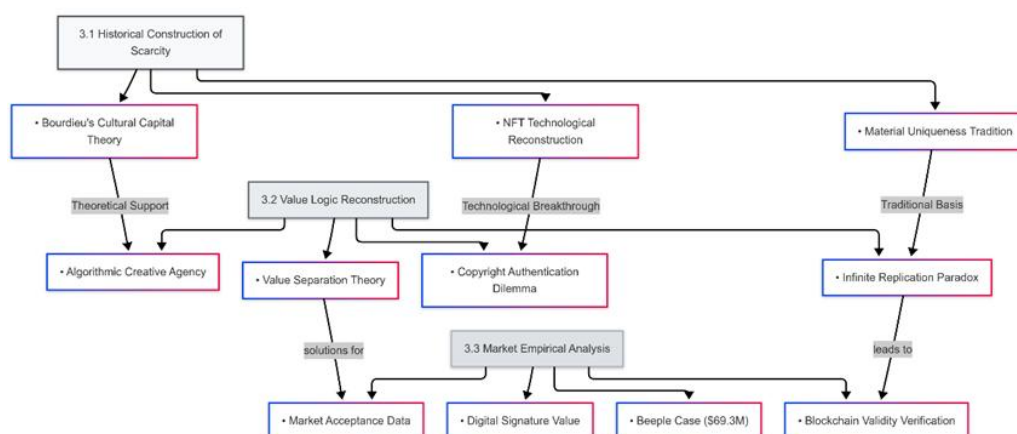 3.1 Historical Construction of
Scarcity
• Bourdieu's Cultural Capital
Theory
• NFT Technological
Reconstruction
• Material Uniqueness Tradition
Theoretical Support
3.2 Value Logic Reconstruction
Technological Breakthrough
Traditional Basis
• Algorithmic Creative Agency
• Value Separation Theory
• Copyright Authentication
Dilemma
• Infinite Replication Paradox
solutions for
3.3 Market Empirical Analysis
leads to
• Market Acceptance Data
• Digital Signature Value
• Beeple Case ($69.3M)
• Blockchain Validity Verification